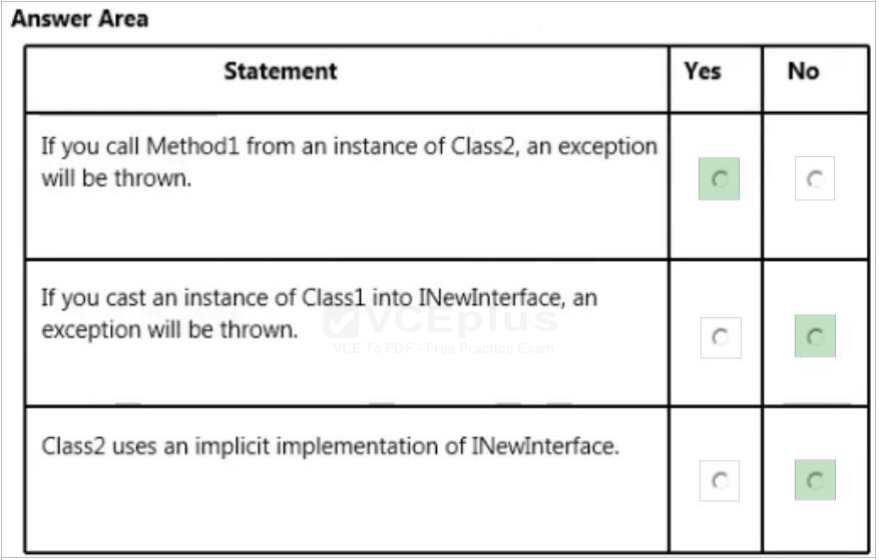 Answer Area
Statement Yes No
If you call Method1 from an instance of Class2, an exception
will be thrown.
If you cast an instance of Class1 into INewInterface, an
exception will be thrown.
VCEplus
VCE To PDF - Free Practice Exam
Class2 uses an implicit implementation of INewInterface.